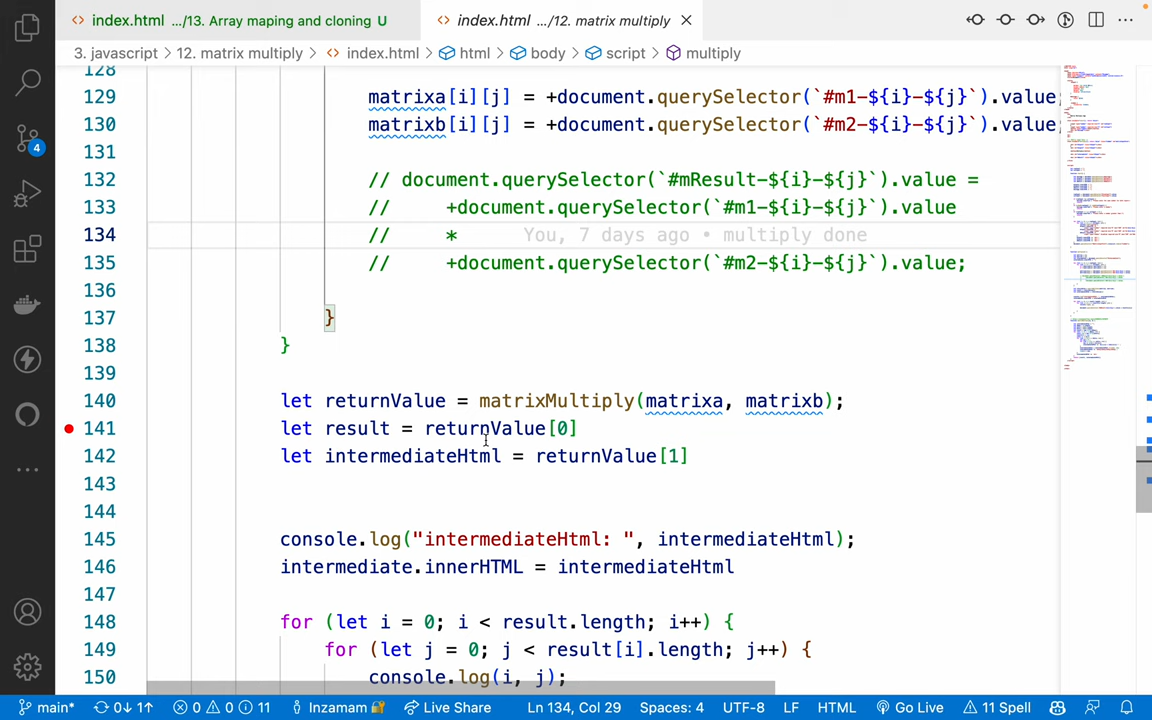 index.html .../13. Array maping and cloning U
index.html .../12. matrix multiply
3. javascript > 12. matrix multiply > index.html > html > body > script > multiply
128
129 matrixa[i][j] = +document.querySelector(`#m1-${i}-${j}`).value;
130 matrixb[i][j] = +document.querySelector(`#m2-${i}-${j}`).value;
131
132 // document.querySelector(`#mResult-${i}-${j}`).value =
133 // +document.querySelector(`#m1-${i}-${j}`).value
134 // * You, 7 days ago • multiply done
135 // +document.querySelector(`#m2-${i}-${j}`).value;
136
137 }
138 }
139
140 let returnValue = matrixMultiply(matrixa, matrixb);
141 let result = returnValue[0]
142 let intermediateHtml = returnValue[1]
143
144
145 console.log("intermediateHtml: ", intermediateHtml);
146 intermediate.innerHTML = intermediateHtml
147
148 for (let i = 0; i < result.length; i++) {
149 for (let j = 0; j < result[i].length; j++) {
150 console.log(i, j);
4
main* 0↓ 1↑ 0 0 11 Inzamam Live Share Ln 134, Col 29 Spaces: 4 UTF-8 LF HTML Go Live 11 Spell